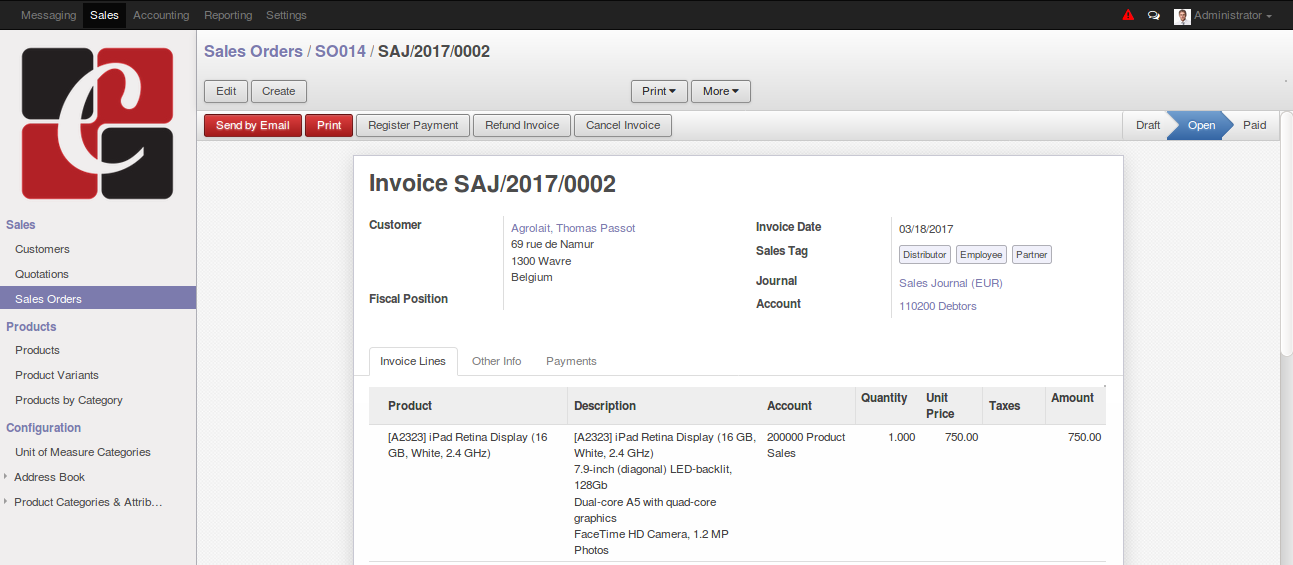 Messaging Sales Accounting Reporting Settings Administrator
C
Sales Orders / SO014 / SAJ/2017/0002
Edit Create Print More
Send by Email Print Register Payment Refund Invoice Cancel Invoice Draft Open Paid
Sales
Customers
Quotations
Sales Orders
Products
Products
Product Variants
Products by Category
Configuration
Unit of Measure Categories
Address Book
Product Categories & Attrib...
Invoice SAJ/2017/0002
Customer
Agrolait, Thomas Passot
69 rue de Namur
1300 Wavre
Belgium
Fiscal Position
Invoice Date 03/18/2017
Sales Tag Distributor Employee Partner
Journal Sales Journal (EUR)
Account 110200 Debtors
Invoice Lines Other Info Payments
Product Description Account Quantity Unit Price Taxes Amount
[A2323] iPad Retina Display (16
GB, White, 2.4 GHz)
[A2323] iPad Retina Display (16 GB,
White, 2.4 GHz)
7.9-inch (diagonal) LED-backlit,
128Gb
Dual-core A5 with quad-core
graphics
FaceTime HD Camera, 1.2 MP
Photos
200000 Product
Sales
1.000 750.00 750.00